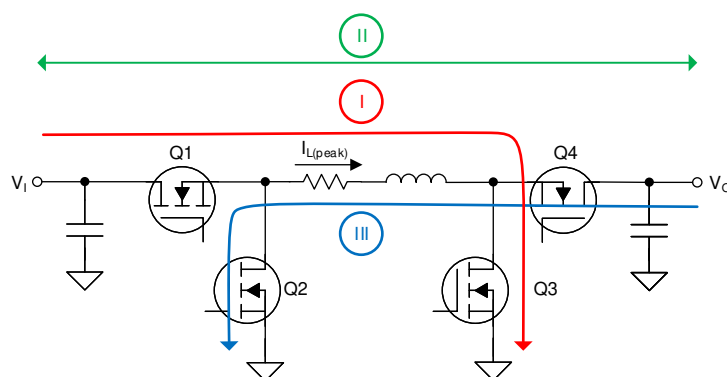 II
I
Q1
I_L(peak)
Q4
V_I
V_O
III
Q2
Q3